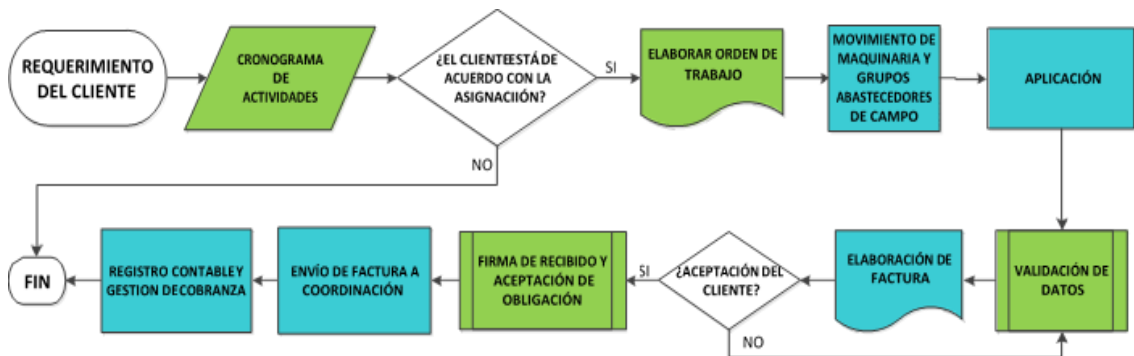 REQUERIMIENTO
DEL CLIENTE
CRONOGRAMA
DE
ACTIVIDADES
¿EL CLIENTEESTÁ DE
ACUERDO CON LA
ASIGNACIIÓN?
SI
NO
ELABORAR ORDEN DE
TRABAJO
MOVIMIENTO DE
MAQUINARIA Y
GRUPOS
ABASTECEDORES
DE CAMPO
APLICACIÓN
VALIDACIÓN DE
DATOS
ELABORACIÓN DE
FACTURA
¿ACEPTACIÓN DEL
CLIENTE?
SI
NO
FIRMA DE RECIBIDO Y
ACEPTACIÓN DE
OBLIGACIÓN
ENVÍO DE FACTURA A
COORDINACIÓN
REGISTRO CONTABLEY
GESTION DECOBRANZA
FIN